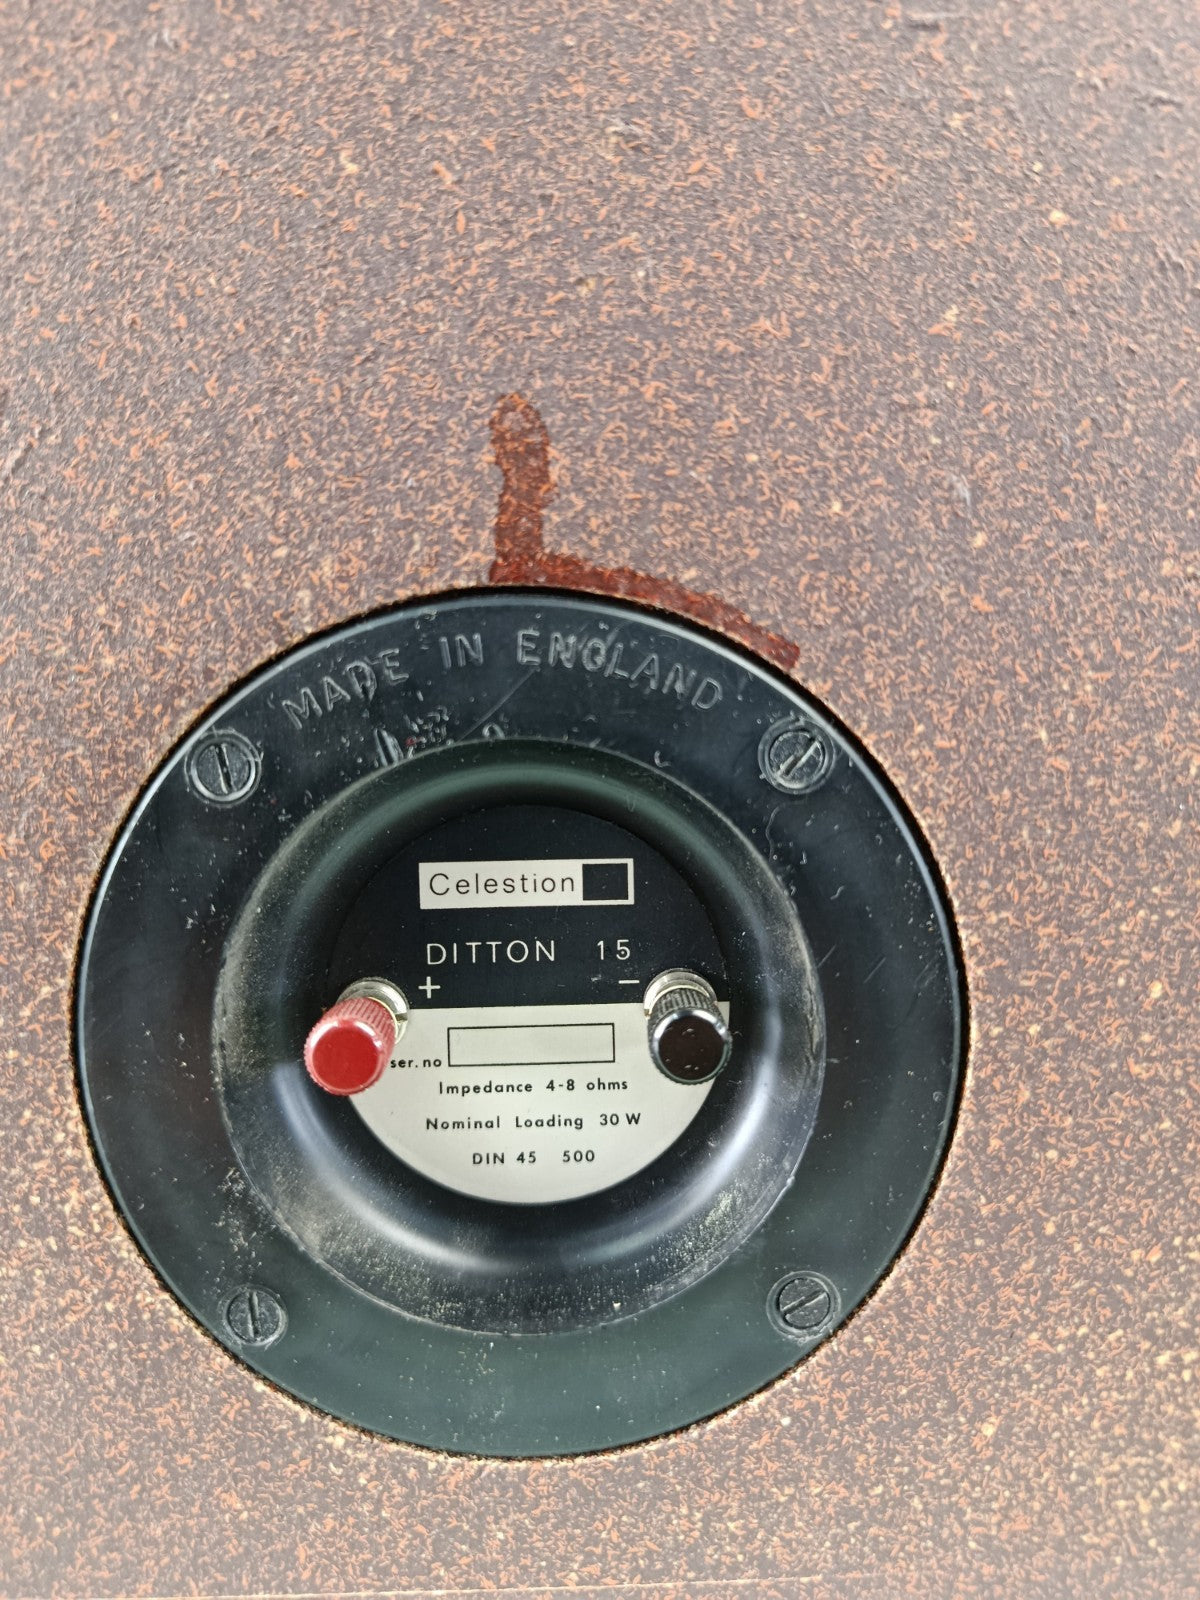 MADE IN ENGLAND
Celestion
DITTON 15
+ −
ser. no
Impedance 4-8 ohms
Nominal Loading 30 W
DIN 45 500